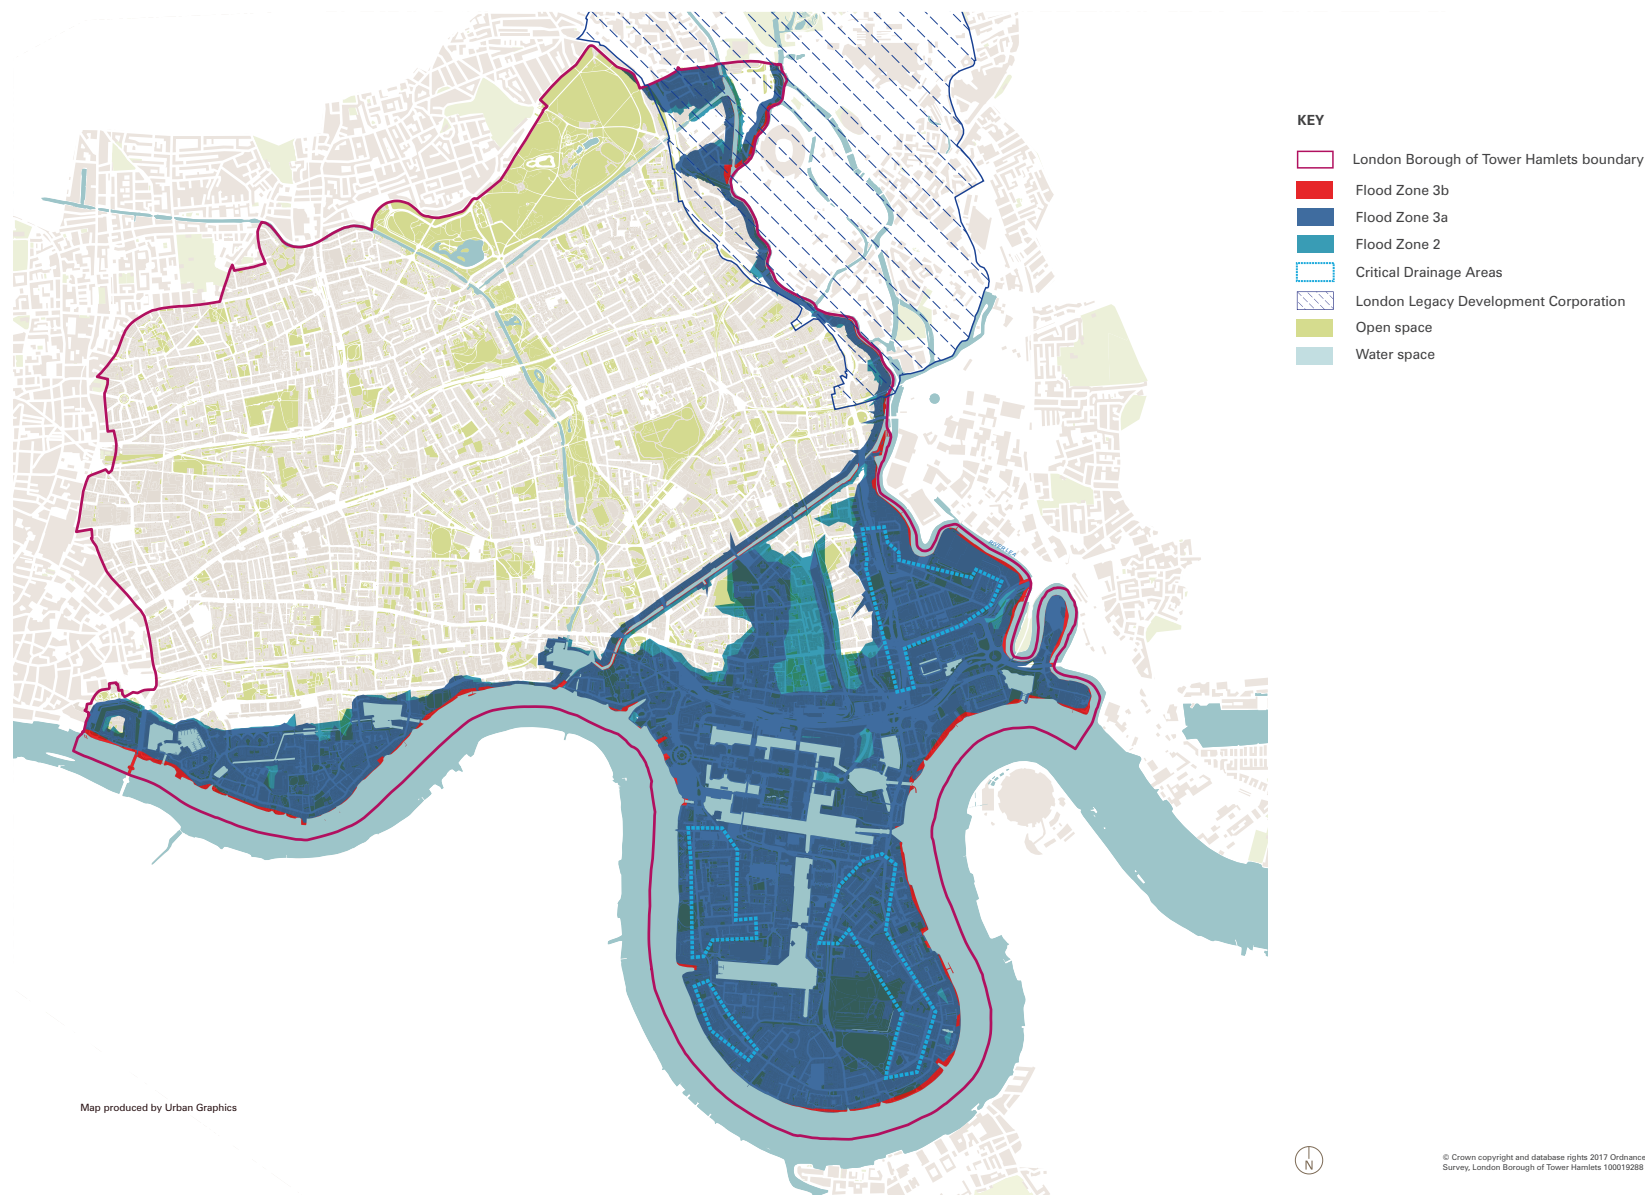 KEY
London Borough of Tower Hamlets boundary
Flood Zone 3b
Flood Zone 3a
Flood Zone 2
Critical Drainage Areas
London Legacy Development Corporation
Open space
Water space
RIVER LEA
Map produced by Urban Graphics
N
© Crown copyright and database rights 2017 Ordnance
Survey, London Borough of Tower Hamlets 100019288